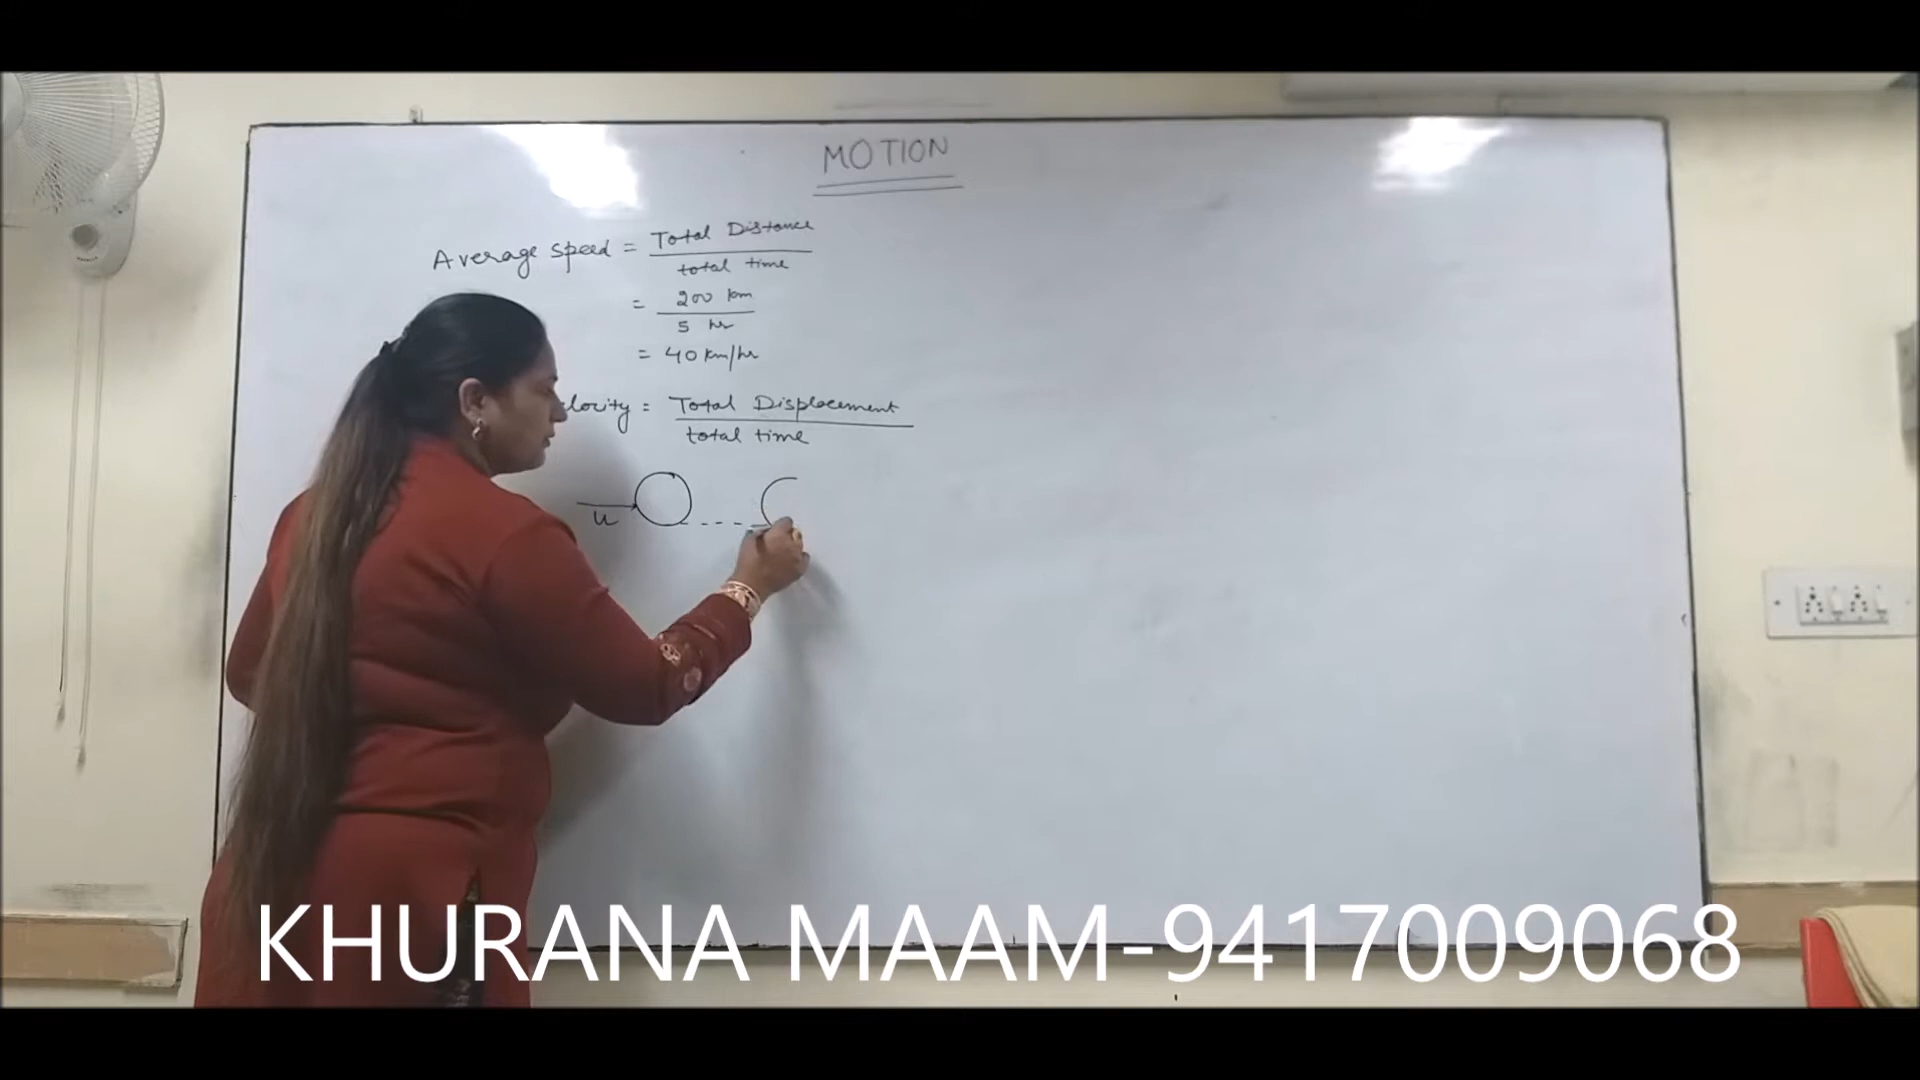 MOTION
Average speed = Total Distance
total time
= 200 km
5 hr
= 40 km/hr
locity = Total Displacement
total time
u
KHURANA MAAM-9417009068